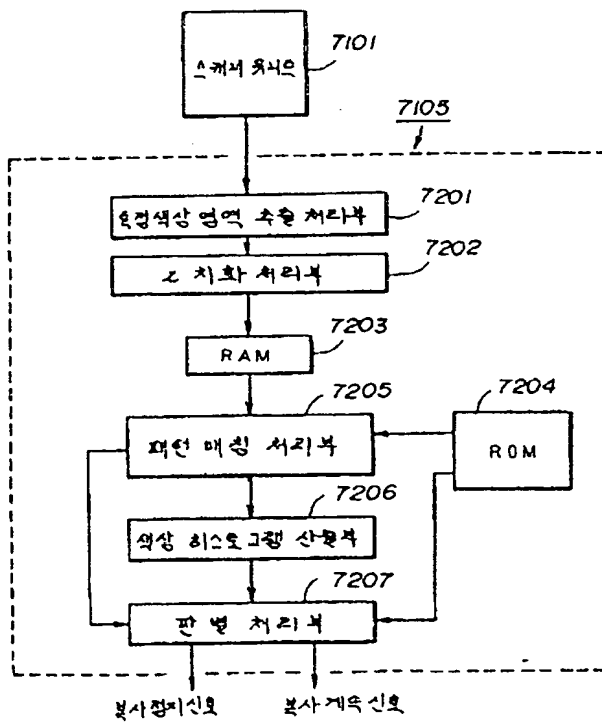 스캐너 유니트
7101
7105
특정색상 영역 추출 처리부
7201
2 치화 처리부
7202
RAM
7203
7205
패턴 매칭 처리부
7204
ROM
7206
색상 히스토그램 산출부
7207
판별 처리부
복사정지신호
복사 계속 신호